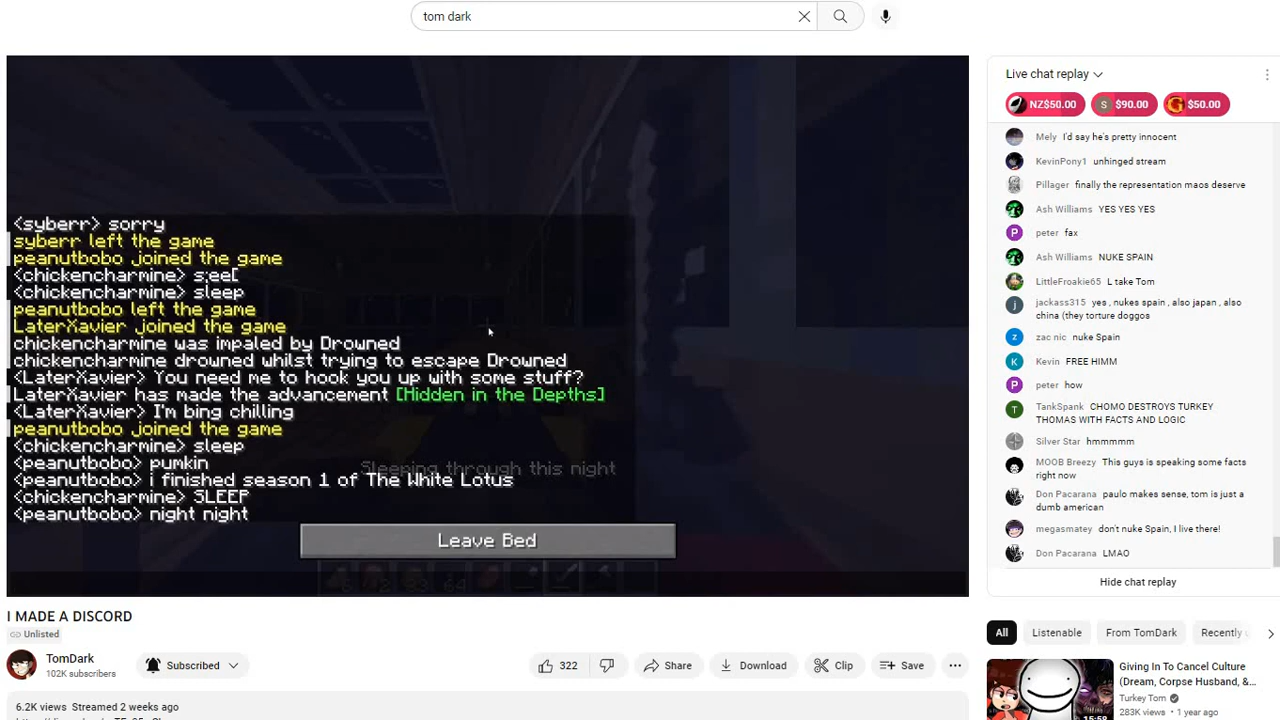 tom dark
<syberr> sorry
syberr left the game
peanutbobo joined the game
<chickencharmine> s;ee[
<chickencharmine> sleep
peanutbobo left the game
LaterXavier joined the game
chickencharmine was impaled by Drowned
chickencharmine drowned whilst trying to escape Drowned
<LaterXavier> You need me to hook you up with some stuff?
LaterXavier has made the advancement [Hidden in the Depths]
<LaterXavier> I'm bing chilling
peanutbobo joined the game
<chickencharmine> sleep
<peanutbobo> pumkin
Sleeping through this night
<peanutbobo> i finished season 1 of The White Lotus
<chickencharmine> SLEEP
<peanutbobo> night night
Leave Bed
Live chat replay
NZ$50.00
S $90.00
$50.00
Mely I'd say he's pretty innocent
KevinPony1 unhinged stream
Pillager finally the representation maos deserve
Ash Williams YES YES YES
P peter fax
Ash Williams NUKE SPAIN
LittleFroakie65 L take Tom
j jackass315 yes , nukes spain , also japan , also
china (they torture doggos
z zac nic nuke Spain
K Kevin FREE HIMM
P peter how
T TankSpank CHOMO DESTROYS TURKEY
THOMAS WITH FACTS AND LOGIC
Silver Star hmmmmm
MOOB Breezy This guy is speaking some facts
right now
Don Pacarana paulo makes sense, tom is just a
dumb american
megasmatey don't nuke Spain, I live there!
Don Pacarana LMAO
Hide chat replay
I MADE A DISCORD
Unlisted
TomDark
102K subscribers
Subscribed
322
Share
Download
Clip
Save
6.2K views Streamed 2 weeks ago
All
Listenable
From TomDark
Recently
Giving In To Cancel Culture
(Dream, Corpse Husband, &...
Turkey Tom
283K views • 1 year ago
15:58